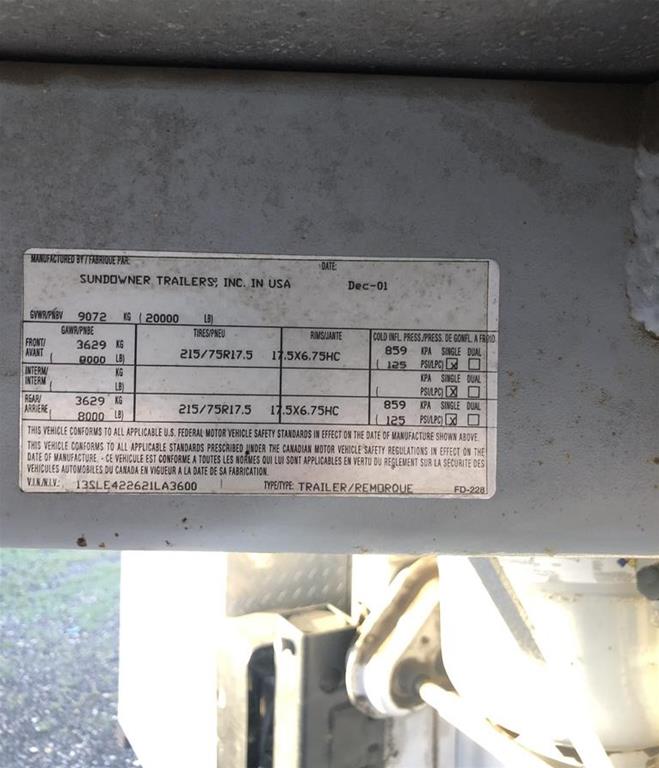 MANUFACTURED BY / FABRIQUE PAR: DATE:
SUNDOWNER TRAILERS, INC. IN USA Dec-01
GVWR/PNBV 9072 KG (20000 LB)
GAWR/PNBE TIRES/PNEU RIMS/JANTE COLD INFL. PRESS./PRESS. DE GONFL. A FROID
FRONT/ AVANT 3629 KG ( 8000 LB) 215/75R17.5 17.5X6.75HC 859 KPA ( 125 PSI/LPC) SINGLE X DUAL
INTERM/ INTERM KG ( LB) KPA ( PSI/LPC) SINGLE X DUAL
REAR/ ARRIERE 3629 KG ( 8000 LB) 215/75R17.5 17.5X6.75HC 859 KPA ( 125 PSI/LPC) SINGLE X DUAL
THIS VEHICLE CONFORMS TO ALL APPLICABLE U.S. FEDERAL MOTOR VEHICLE SAFETY STANDARDS IN EFFECT ON THE DATE OF MANUFACTURE SHOWN ABOVE.
THIS VEHICLE CONFORMS TO ALL APPLICABLE STANDARDS PRESCRIBED UNDER THE CANADIAN MOTOR VEHICLE SAFETY REGULATIONS IN EFFECT ON THE
DATE OF MANUFACTURE. - CE VEHICULE EST CONFORME A TOUTES LES NORMES QUI LUI SONT APPLICABLES EN VERTU DU REGLEMENT SUR LA SECURITE DES
VEHICULES AUTOMOBILES DU CANADA EN VIGUEUR A LA DATE DE SA FABRICATION.
V.I.N./N.I.V.: 13SLE422621LA3600 TYPE/TYPE: TRAILER/REMORQUE FD-228